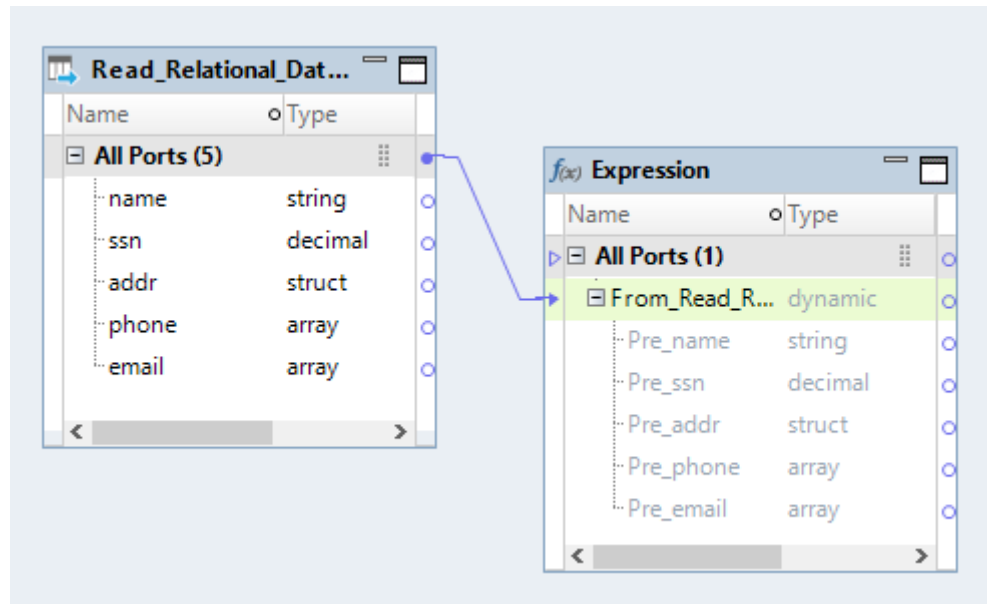 Read_Relational_Dat...
Name Type
All Ports (5)
name string
ssn decimal
addr struct
phone array
email array
f(x) Expression
Name Type
All Ports (1)
From_Read_R... dynamic
Pre_name string
Pre_ssn decimal
Pre_addr struct
Pre_phone array
Pre_email array